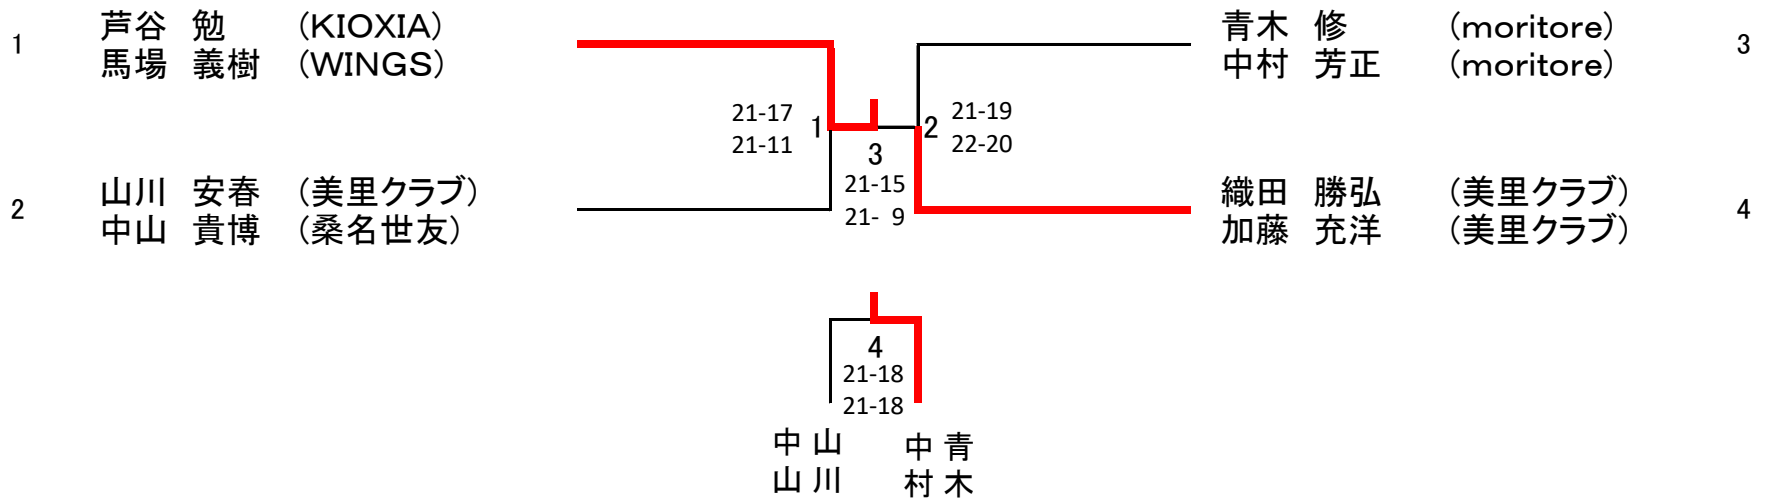 1
芦谷 勉 (KIOXIA)
馬場 義樹 (WINGS)
2
山川 安春 (美里クラブ)
中山 貴博 (桑名世友)
21-17
21-11
1
3
21-15
21- 9
2
21-19
22-20
青木 修 (moritore)
中村 芳正 (moritore)
3
織田 勝弘 (美里クラブ)
加藤 充洋 (美里クラブ)
4
4
21-18
21-18
山川
中山
青木
中村